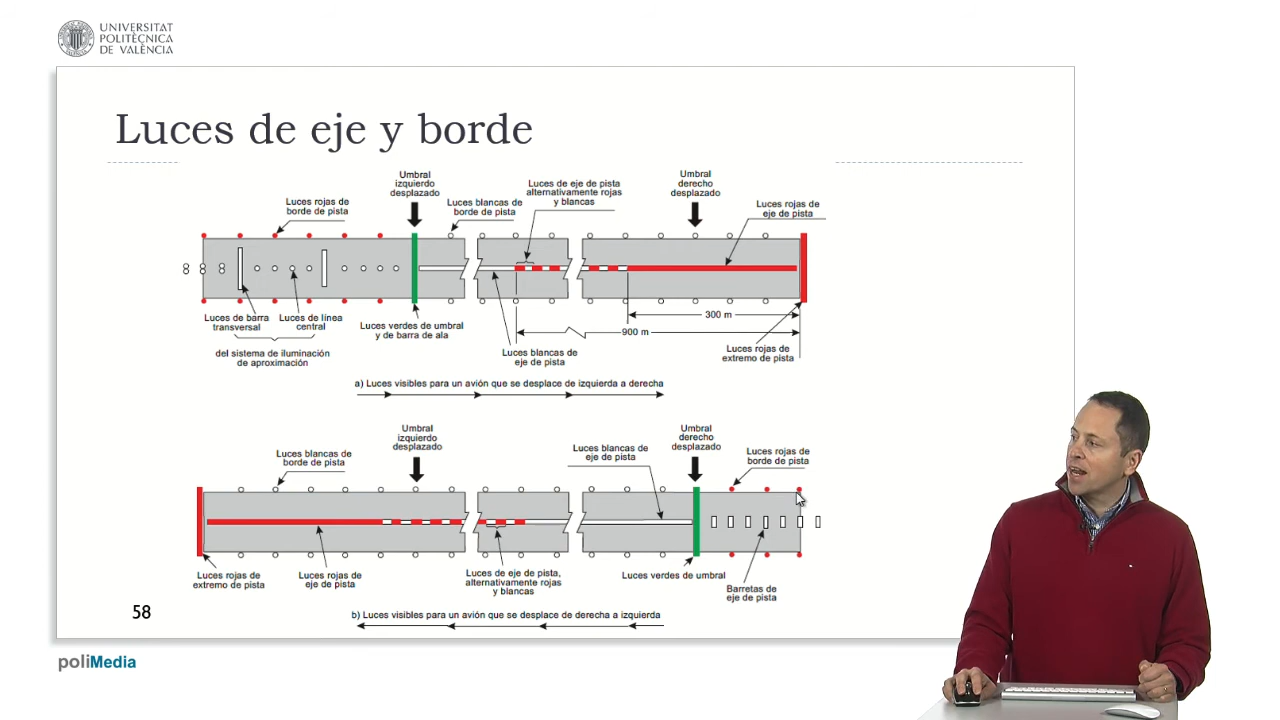 UNIVERSITAT
POLITÈCNICA
DE VALÈNCIA
Luces de eje y borde
Umbral
izquierdo
desplazado
Luces rojas de
borde de pista
Luces blancas de
borde de pista
Luces de eje de pista
alternativamente rojas
y blancas
Umbral
derecho
desplazado
Luces rojas de
eje de pista
Luces de barra
transversal
Luces de línea
central
del sistema de iluminación
de aproximación
Luces verdes de umbral
y de barra de ala
300 m
900 m
Luces blancas de
eje de pista
Luces rojas de
extremo de pista
a) Luces visibles para un avión que se desplace de izquierda a derecha
Luces blancas de
borde de pista
Umbral
izquierdo
desplazado
Luces blancas de
eje de pista
Umbral
derecho
desplazado
Luces rojas de
borde de pista
Luces rojas de
extremo de pista
Luces rojas de
eje de pista
Luces de eje de pista,
alternativamente rojas
y blancas
Luces verdes de umbral
Barretas de
eje de pista
58
b) Luces visibles para un avión que se desplace de derecha a izquierda
poliMedia